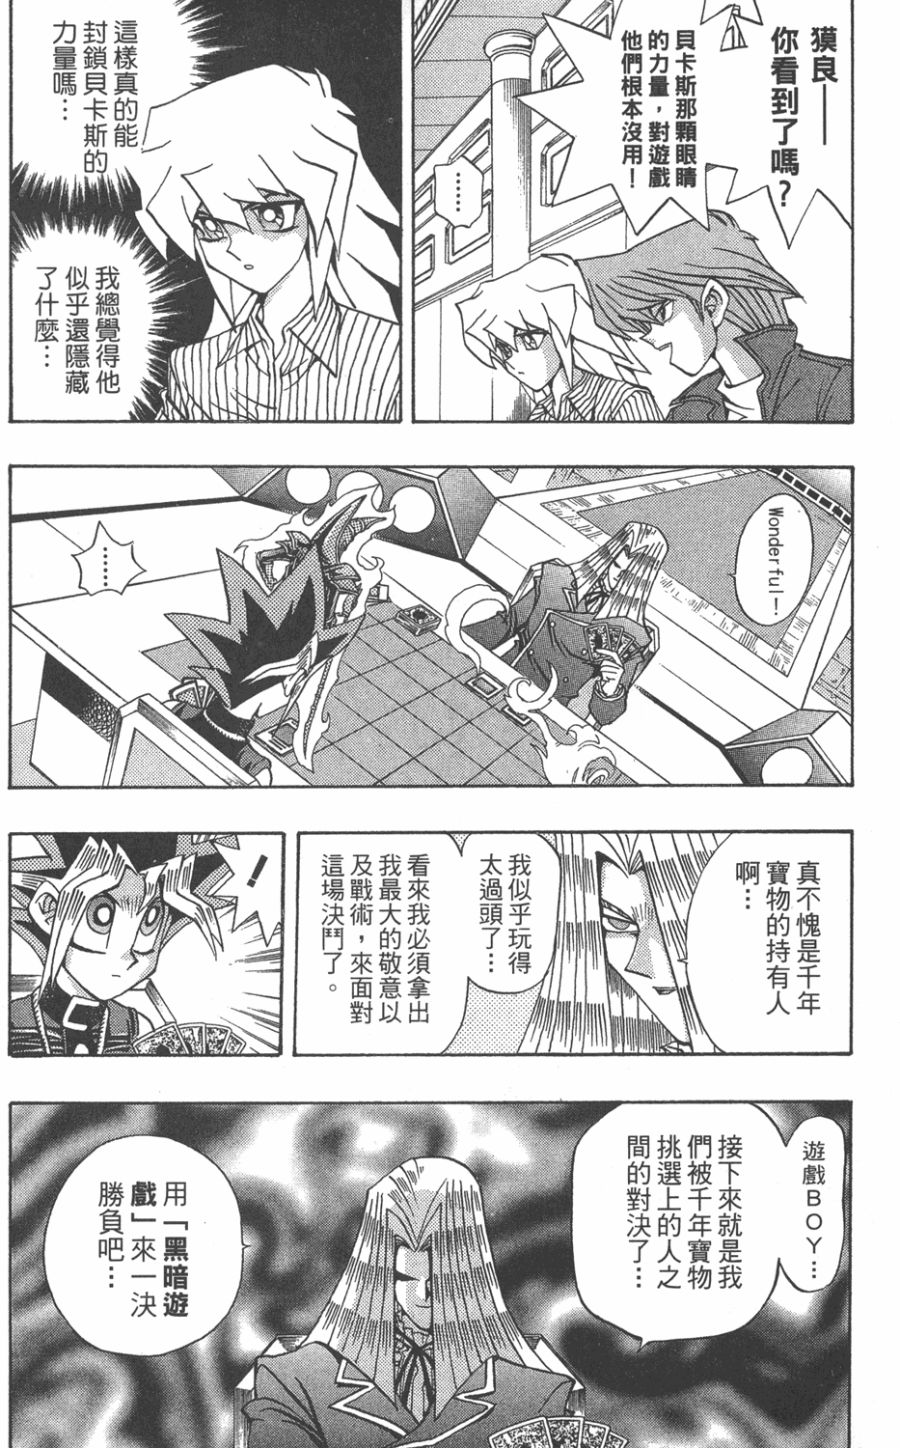 獏良——
你看到了嗎?
貝卡斯那顆眼睛
的力量，對遊戲
他們根本沒用!
……
這樣真的能
封鎖貝卡斯的
力量嗎…
我總覺得他
似乎還隱藏
了什麼…
Wonderful!
……
真不愧是千年
寶物的持有人
啊…
我似乎玩得
太過頭了…
看來我必須拿出
我最大的敬意以
及戰術，來面對
這場決鬥了。
!
遊戲BOY…
接下來就是我
們被千年寶物
挑選上的人之
間的對決了…
用「黑暗遊
戲」來一決
勝負吧…